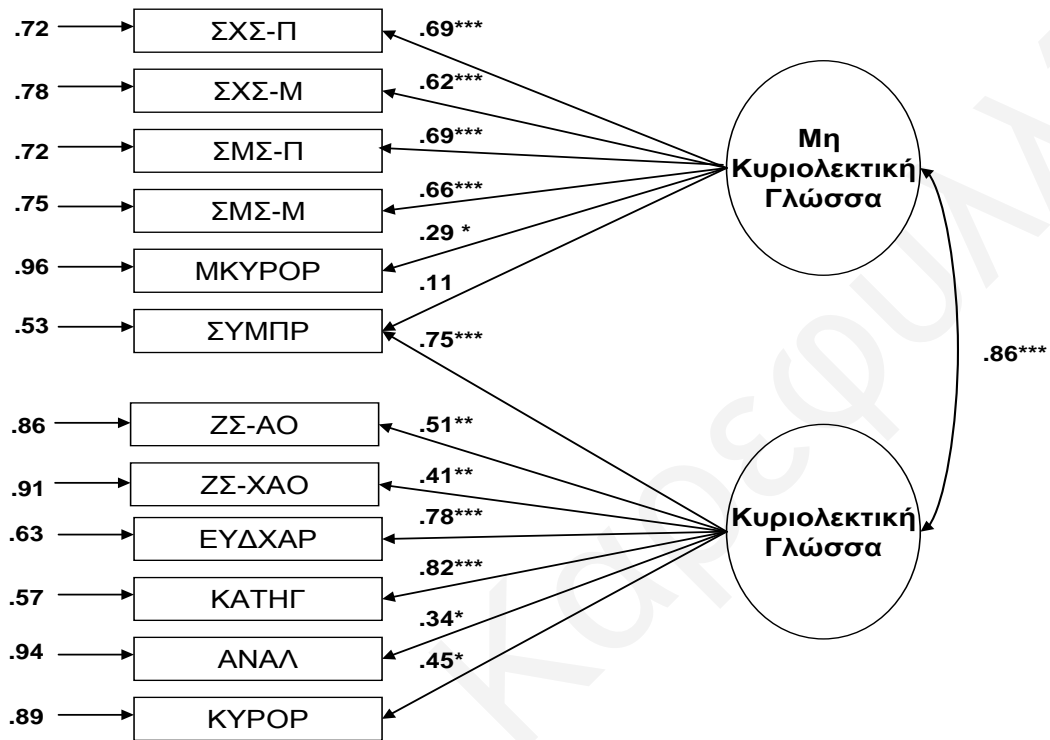 .72 ΣΧΣ-Π .69***
.78 ΣΧΣ-Μ .62***
.72 ΣΜΣ-Π .69***
.75 ΣΜΣ-Μ .66***
.96 ΜΚΥΡΟΡ .29 *
.53 ΣΥΜΠΡ .11
.75***
Μη
Κυριολεκτική
Γλώσσα
.86***
.86 ΖΣ-ΑΟ .51**
.91 ΖΣ-ΧΑΟ .41**
.63 ΕΥΔΧΑΡ .78***
.57 ΚΑΤΗΓ .82***
.94 ΑΝΑΛ .34*
.89 ΚΥΡΟΡ .45*
Κυριολεκτική
Γλώσσα